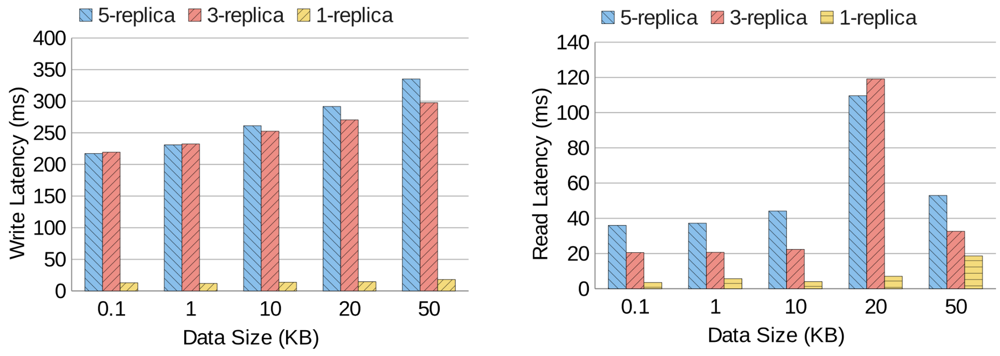 5-replica 3-replica 1-replica
400
350
300
250
200
150
100
50
0
Write Latency (ms)
0.1 1 10 20 50
Data Size (KB)
5-replica 3-replica 1-replica
140
120
100
80
60
40
20
0
Read Latency (ms)
0.1 1 10 20 50
Data Size (KB)